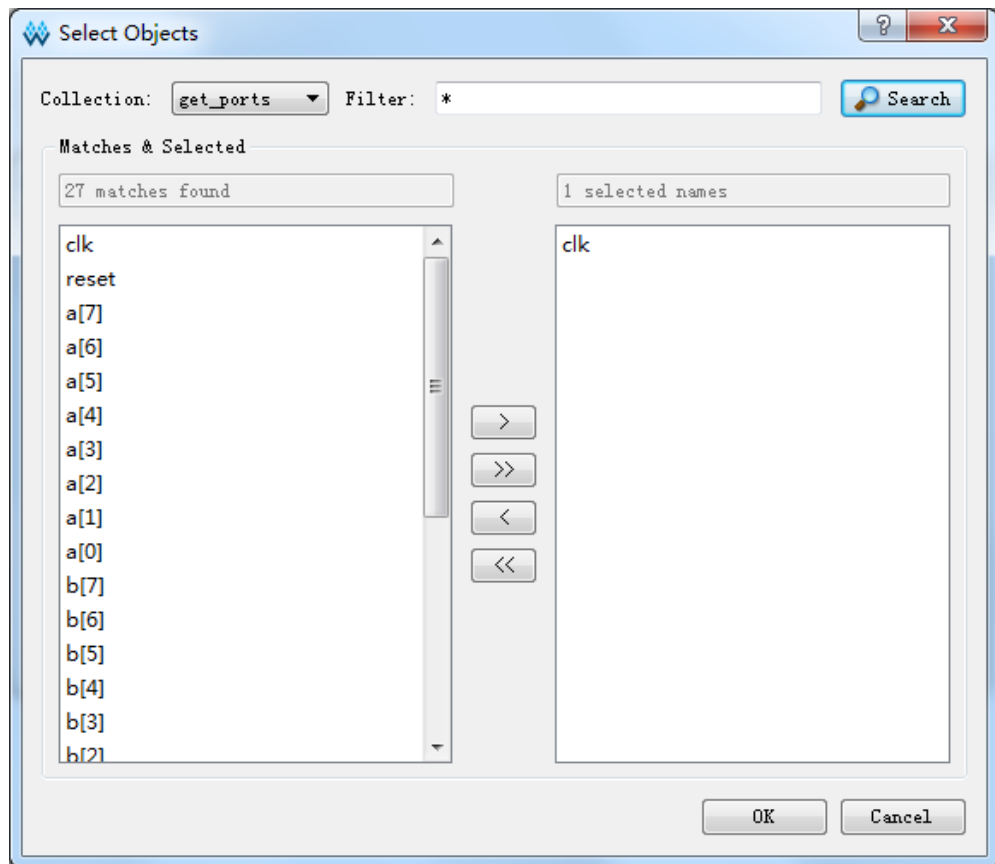 Select Objects
Collection: get_ports Filter: * Search
Matches & Selected
27 matches found
1 selected names
clk
reset
a[7]
a[6]
a[5]
a[4]
a[3]
a[2]
a[1]
a[0]
b[7]
b[6]
b[5]
b[4]
b[3]
b[2]
>
>>
<
<<
clk
OK Cancel